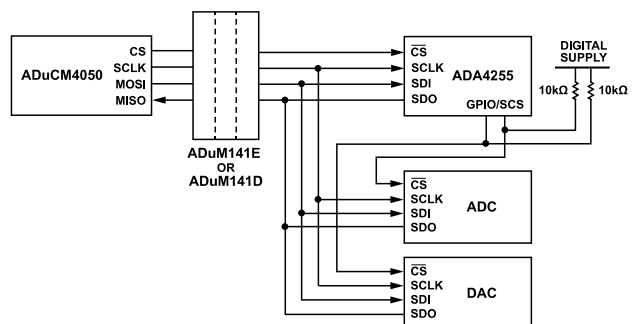 ADuCM4050
CS
SCLK
MOSI
MISO
ADuM141E
OR
ADuM141D
ADA4255
CS
SCLK
SDI
SDO
GPIO/SCS
DIGITAL
SUPPLY
10kΩ
10kΩ
CS
SCLK
SDI
SDO
ADC
CS
SCLK
SDI
SDO
DAC